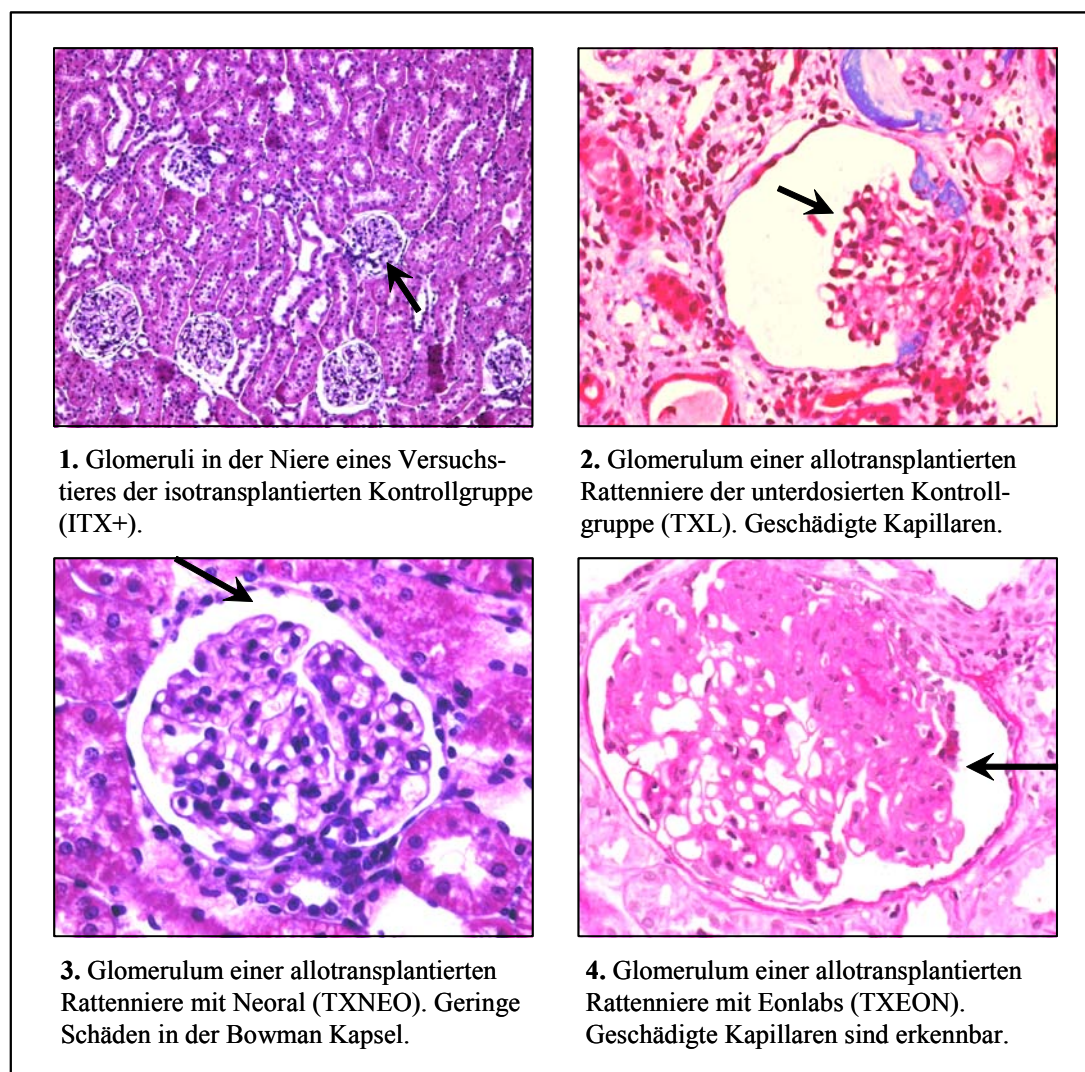 1. Glomeruli in der Niere eines Versuchs-
tieres der isotransplantierten Kontrollgruppe
(ITX+).
2. Glomerulum einer allotransplantierten
Rattenniere der unterdosierten Kontroll-
gruppe (TXL). Geschädigte Kapillaren.
3. Glomerulum einer allotransplantierten
Rattenniere mit Neoral (TXNEO). Geringe
Schäden in der Bowman Kapsel.
4. Glomerulum einer allotransplantierten
Rattenniere mit Eonlabs (TXEON).
Geschädigte Kapillaren sind erkennbar.